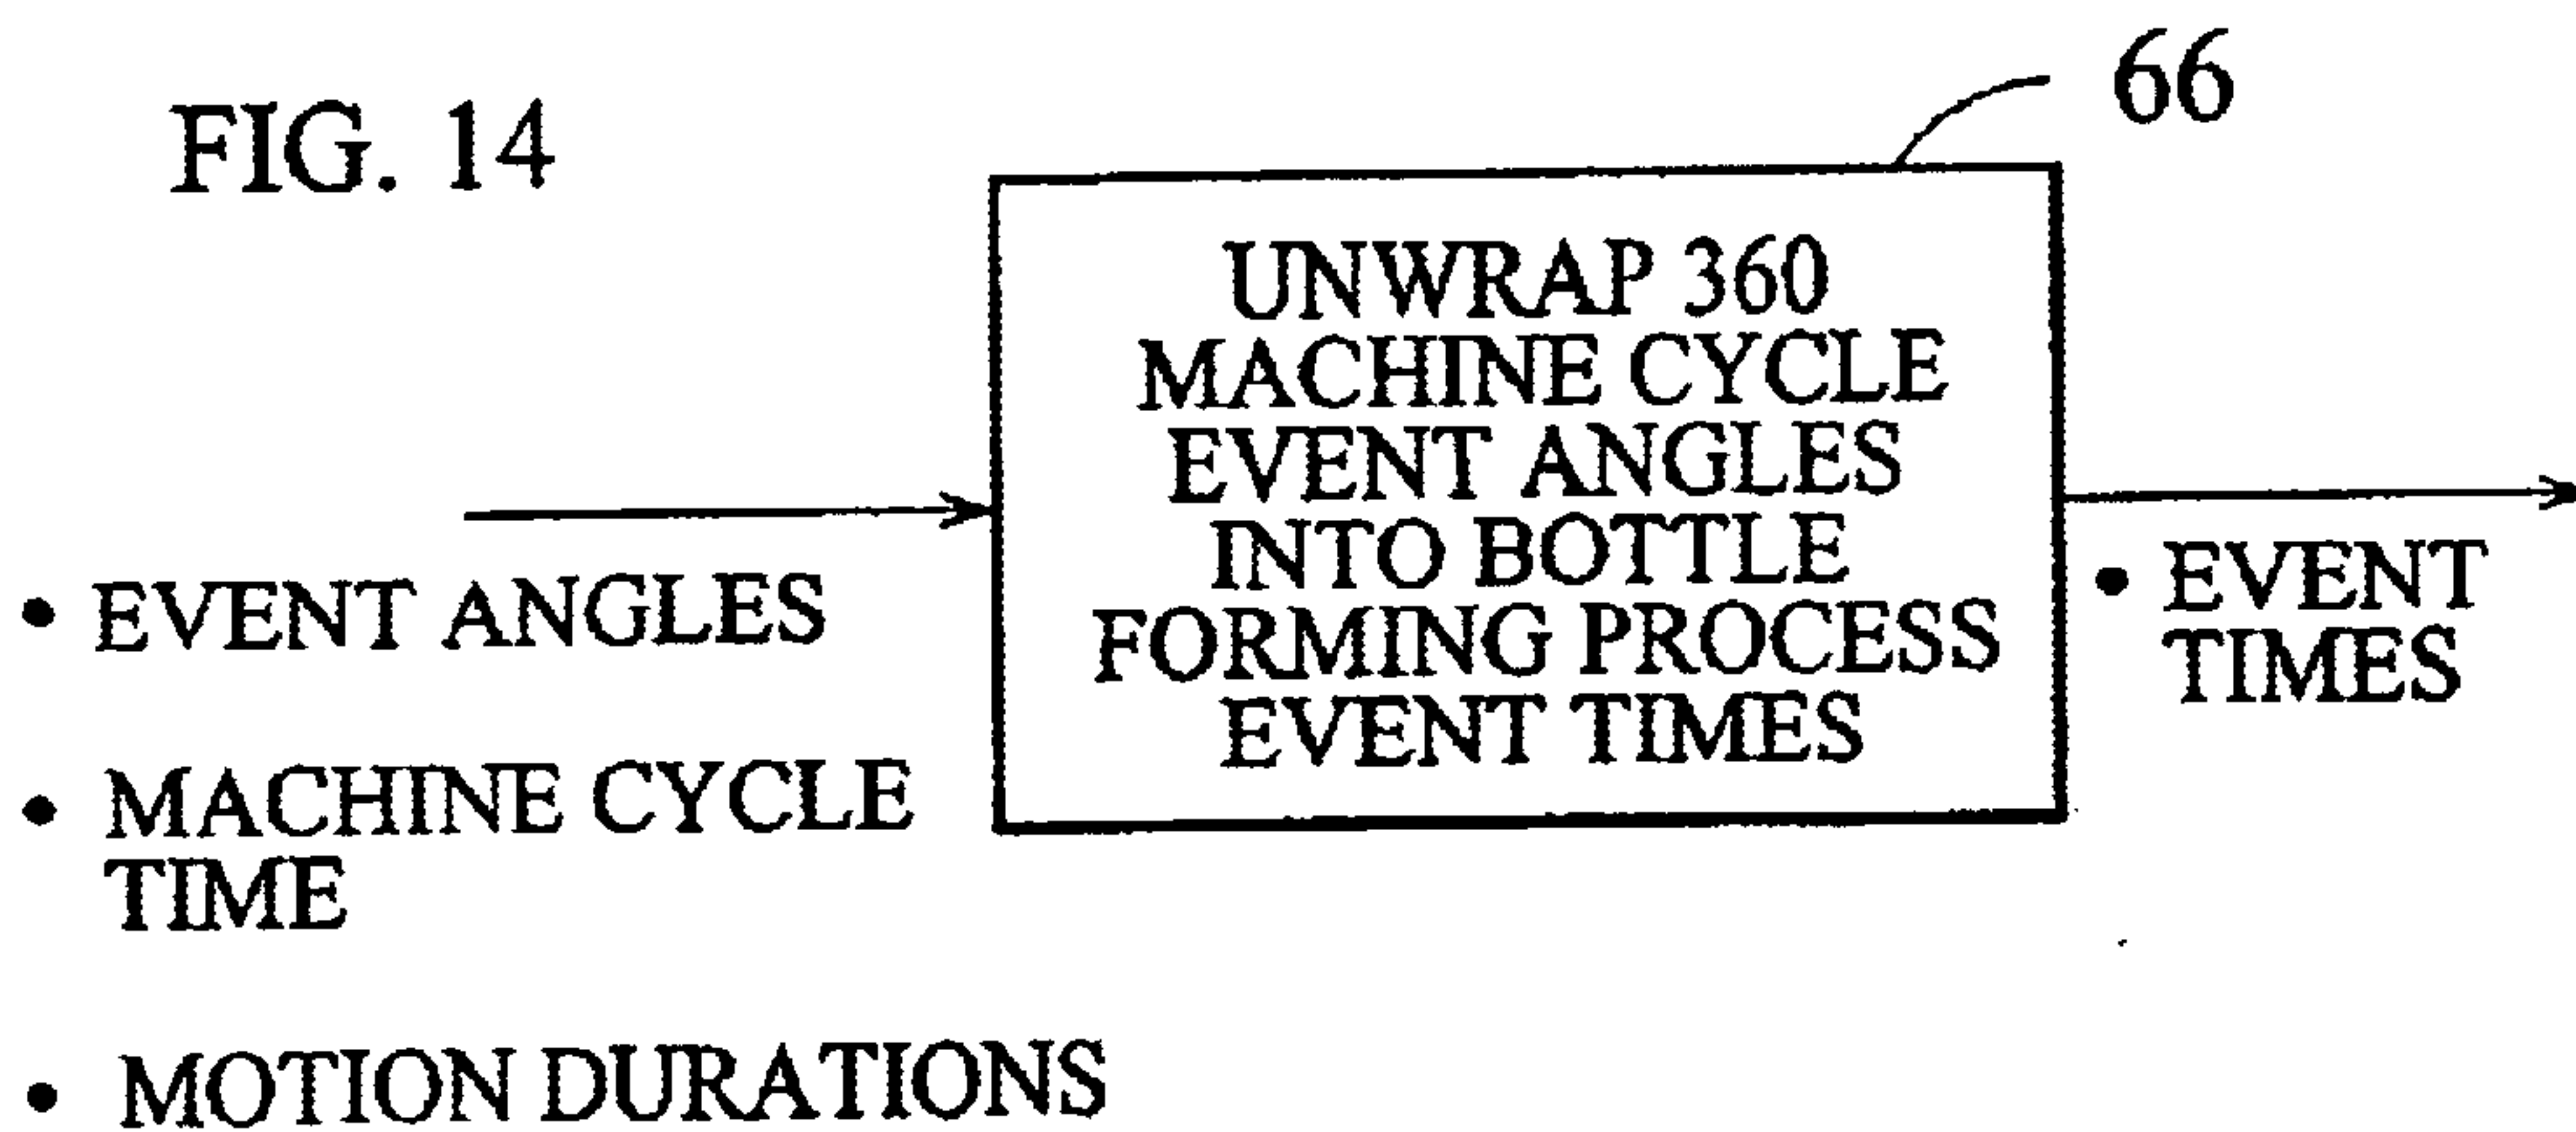 FIG. 14
66
UNWRAP 360
MACHINE CYCLE
EVENT ANGLES
INTO BOTTLE
FORMING PROCESS
EVENT TIMES
• EVENT ANGLES
• MACHINE CYCLE
TIME
• MOTION DURATIONS
• EVENT
TIMES